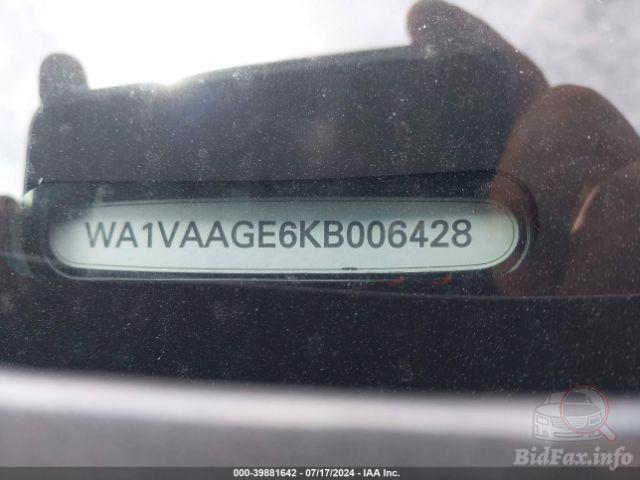 WA1VAAGE6KB006428
BidFax.info
000-39881642 - 07/17/2024 - IAA Inc.